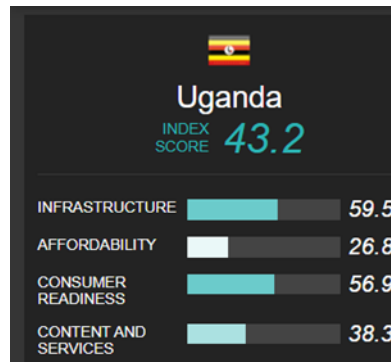 Uganda
INDEX
SCORE 43.2
INFRASTRUCTURE 59.5
AFFORDABILITY 26.8
CONSUMER
READINESS 56.9
CONTENT AND
SERVICES 38.3